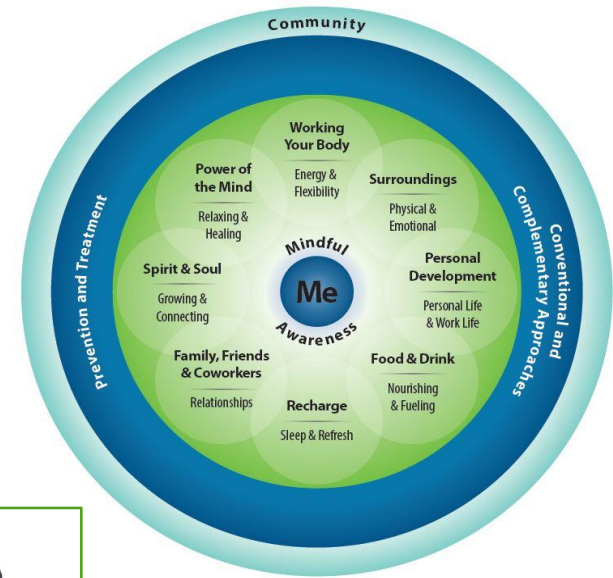 Community
Working
Your Body
Energy &
Flexibility
Surroundings
Physical &
Emotional
Personal
Development
Personal Life
& Work Life
Food & Drink
Nourishing
& Fueling
Recharge
Sleep & Refresh
Family, Friends
& Coworkers
Relationships
Spirit & Soul
Growing &
Connecting
Power of
the Mind
Relaxing &
Healing
Mindful
Me
Awareness
Prevention and Treatment
Conventional and
Complementary Approaches